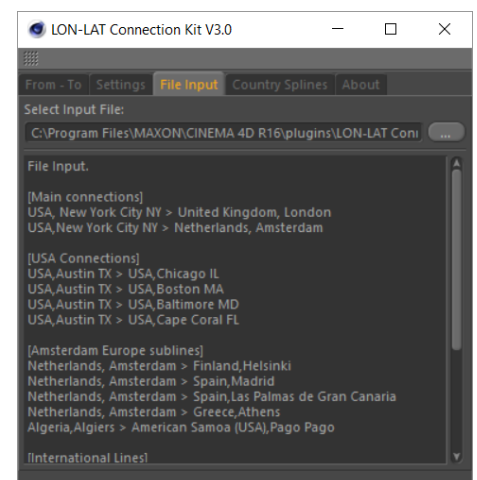 LON-LAT Connection Kit V3.0
From - To Settings File Input Country Splines About
Select Input File:
C:\Program Files\MAXON\CINEMA 4D R16\plugins\LON-LAT Conn ...
File Input.
[Main connections]
USA, New York City NY > United Kingdom, London
USA,New York City NY > Netherlands, Amsterdam
[USA Connections]
USA,Austin TX > USA,Chicago IL
USA,Austin TX > USA,Boston MA
USA,Austin TX > USA,Baltimore MD
USA,Austin TX > USA,Cape Coral FL
[Amsterdam Europe sublines]
Netherlands, Amsterdam > Finland,Helsinki
Netherlands, Amsterdam > Spain,Madrid
Netherlands, Amsterdam > Spain,Las Palmas de Gran Canaria
Netherlands, Amsterdam > Greece,Athens
Algeria,Algiers > American Samoa (USA),Pago Pago
[International Lines]